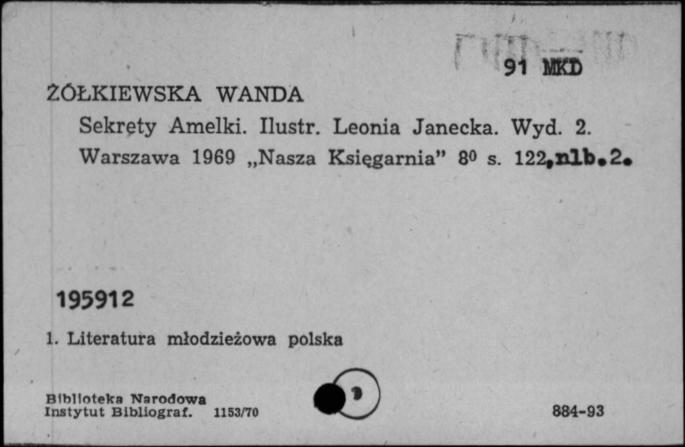 91 MKD
ŻÓŁKIEWSKA WANDA
Sekrety Amelki. Ilustr. Leonia Janecka. Wyd. 2.
Warszawa 1969 „Nasza Księgarnia” 8⁰ s. 122,nlb.2.
195912
1. Literatura młodzieżowa polska
Biblioteka Narodowa
Instytut Bibliograf. 1153/70
884-93